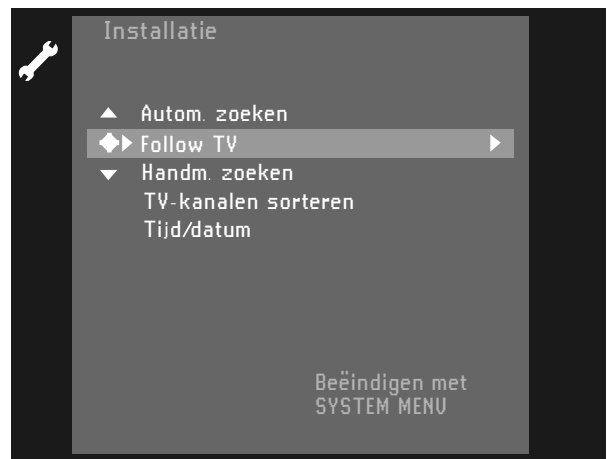 Installatie
Autom. zoeken
Follow TV
Handm. zoeken
TV-kanalen sorteren
Tijd/datum
Beëindigen met
SYSTEM MENU